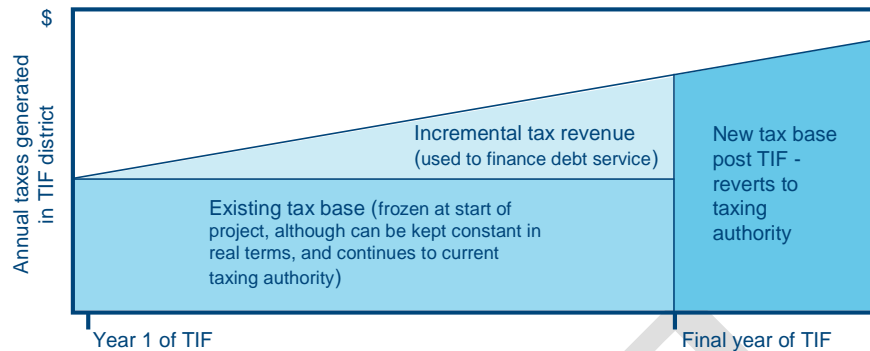 $
Annual taxes generated
in TIF district
Incremental tax revenue
(used to finance debt service)
New tax base
post TIF -
reverts to
taxing
authority
Existing tax base (frozen at start of
project, although can be kept constant in
real terms, and continues to current
taxing authority)
Year 1 of TIF
Final year of TIF